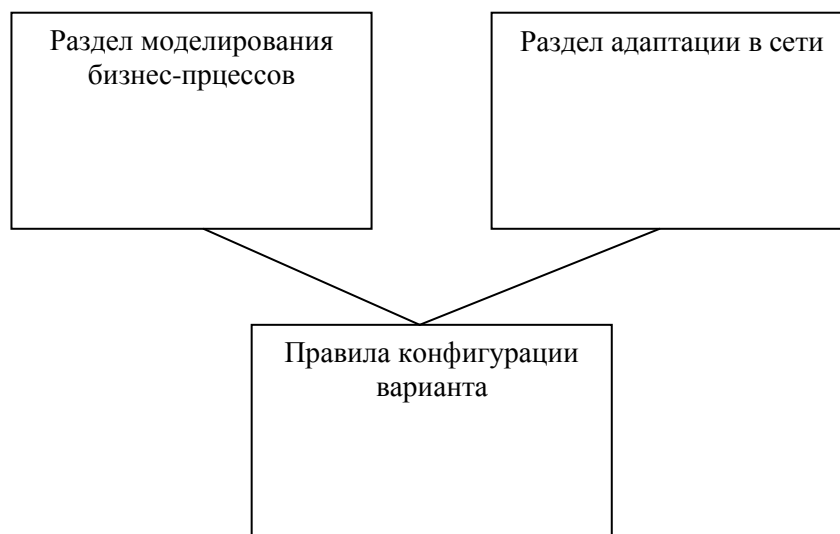 Раздел моделирования
бизнес-прцессов
Раздел адаптации в сети
Правила конфигурации
варианта